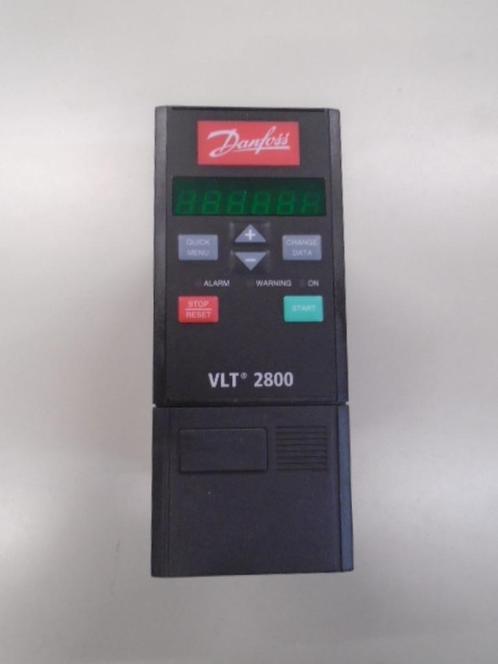 Danfoss
QUICK
MENU
+
-
CHANGE
DATA
ALARM WARNING ON
STOP
RESET
START
VLT® 2800